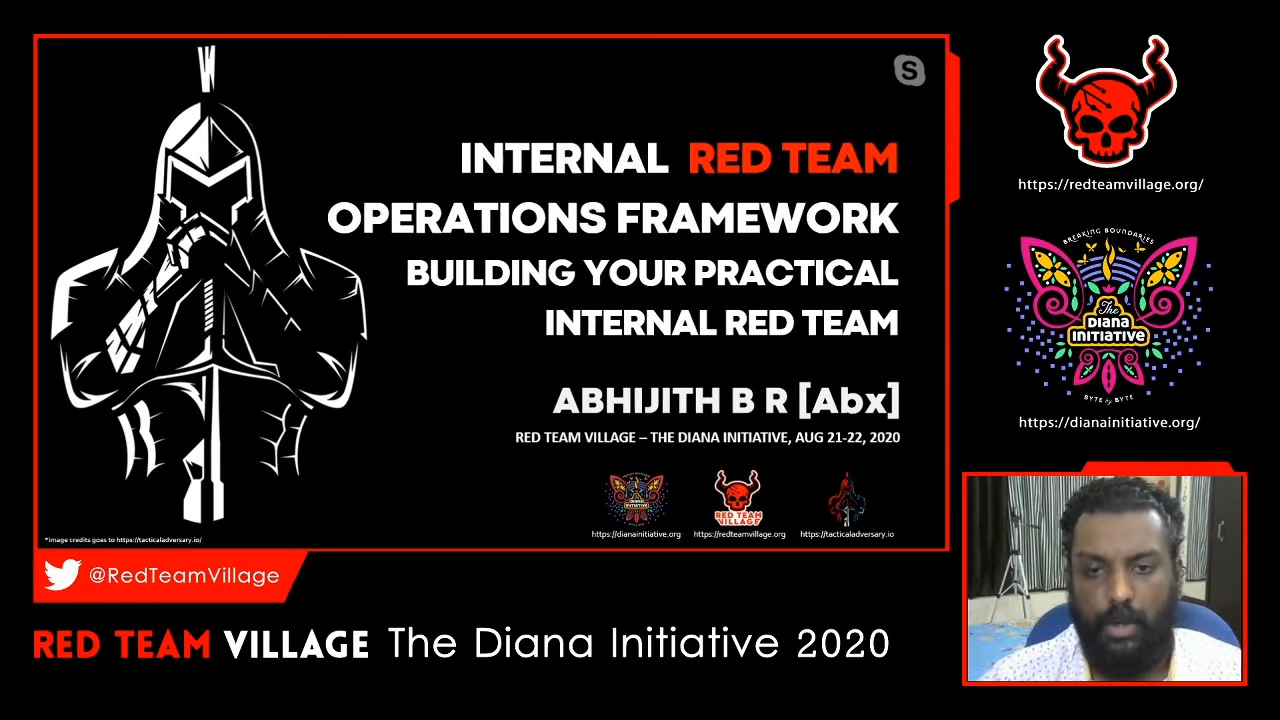 INTERNAL RED TEAM
OPERATIONS FRAMEWORK
BUILDING YOUR PRACTICAL
INTERNAL RED TEAM
ABHIJITH B R [Abx]
RED TEAM VILLAGE – THE DIANA INITIATIVE, AUG 21-22, 2020
RED TEAM
VILLAGE
https://dianainitiative.org
https://redteamvillage.org
https://tacticaladversary.io
*image credits goes to https://tacticaladversary.io/
@RedTeamVillage
RED TEAM VILLAGE The Diana Initiative 2020
https://redteamvillage.org/
BREAKING BOUNDARIES
The
DIANA
INITIATIVE
BYTE by BYTE
https://dianainitiative.org/